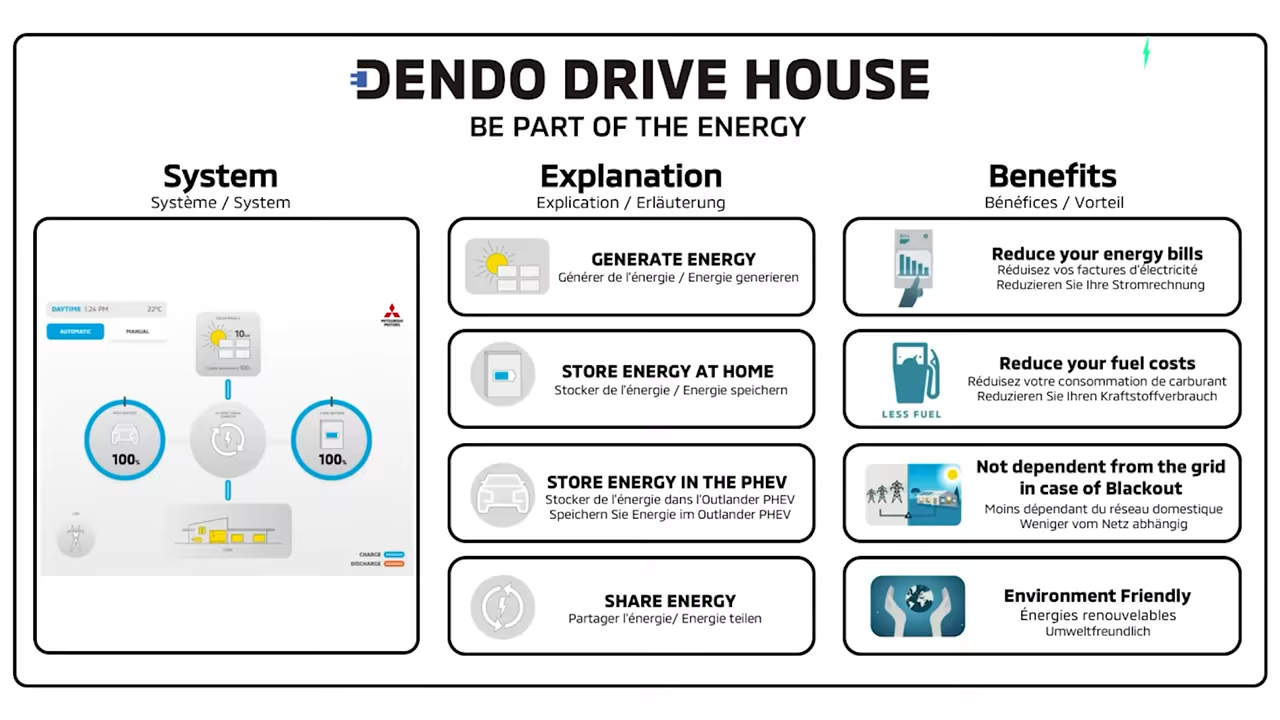 DENDO DRIVE HOUSE
BE PART OF THE ENERGY
System
Système / System
DAYTIME 1:24 PM 22°C
AUTOMATIC MANUAL
MITSUBISHI
MOTORS
10
100%
100%
CHARGE
DISCHARGE
Explanation
Explication / Erläuterung
GENERATE ENERGY
Générer de l'énergie / Energie generieren
STORE ENERGY AT HOME
Stocker de l'énergie / Energie speichern
STORE ENERGY IN THE PHEV
Stocker de l'énergie dans l'Outlander PHEV
Speichern Sie Energie im Outlander PHEV
SHARE ENERGY
Partager l'énergie/ Energie teilen
Benefits
Bénéfices / Vorteil
Reduce your energy bills
Réduisez vos factures d'électricité
Reduzieren Sie Ihre Stromrechnung
LESS FUEL
Reduce your fuel costs
Réduisez votre consommation de carburant
Reduzieren Sie Ihren Kraftstoffverbrauch
Not dependent from the grid
in case of Blackout
Moins dépendant du réseau domestique
Weniger vom Netz abhängig
Environment Friendly
Énergies renouvelables
Umweltfreundlich